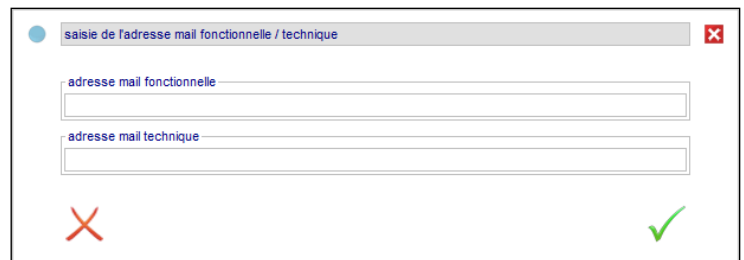 saisie de l'adresse mail fonctionnelle / technique
adresse mail fonctionnelle
adresse mail technique